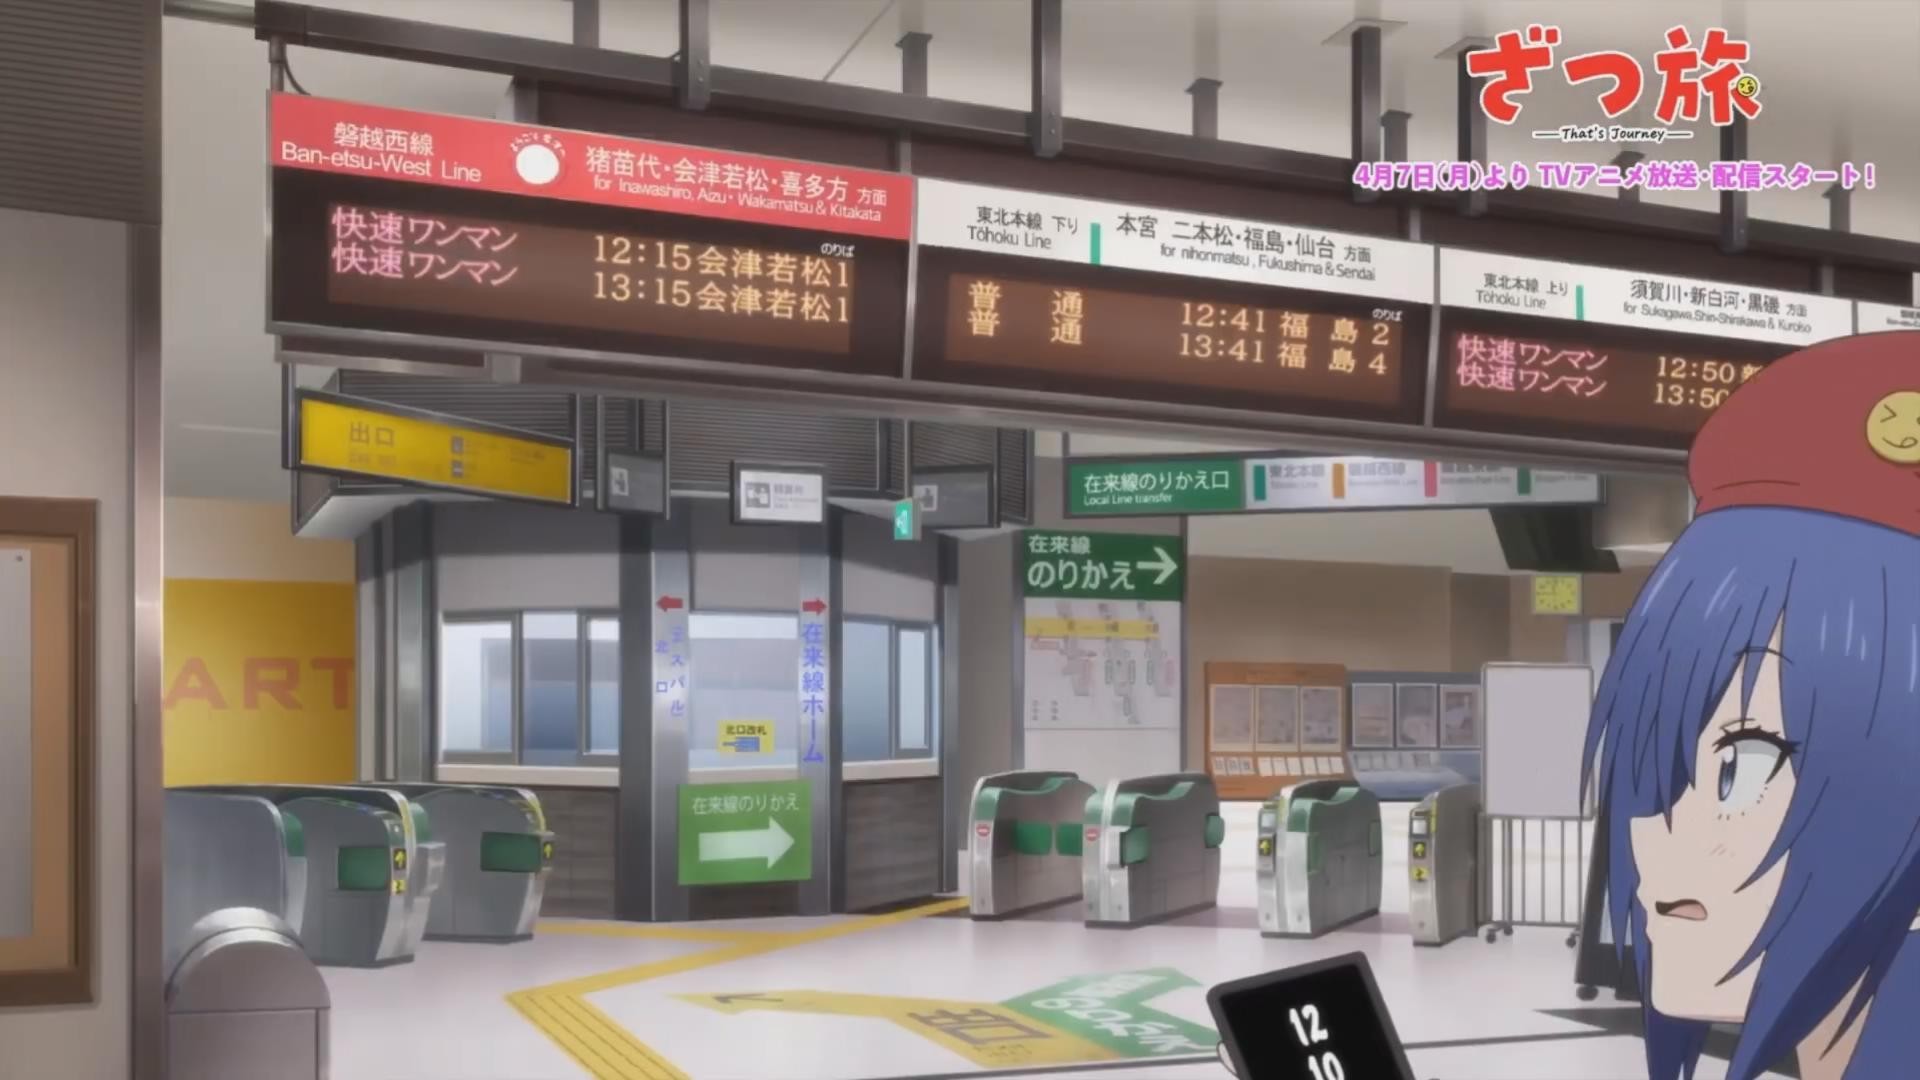 ざつ旅
That's Journey
4月7日(月)より TVアニメ放送・配信スタート!
磐越西線
Ban-etsu-West Line
猪苗代・会津若松・喜多方 方面
for Inawashiro, Aizu・Wakamatsu & Kitakata
のりば
快速ワンマン 12:15 会津若松 1
快速ワンマン 13:15 会津若松 1
東北本線 下り
Tōhoku Line
本宮 二本松・福島・仙台 方面
for nihonmatsu, Fukushima & Sendai
のりば
普通 12:41 福島 2
普通 13:41 福島 4
東北本線 上り
Tōhoku Line
須賀川・新白河・黒磯 方面
for Sukagawa,Shin-Shirakawa & Kuroiso
快速ワンマン 12:50
快速ワンマン 13:50
出口
在来線のりかえ口
Local Line transfer
東北本線
磐越西線
在来線
のりかえ
北口
在来線ホーム
北口改札
在来線のりかえ
ART
出口
12
10